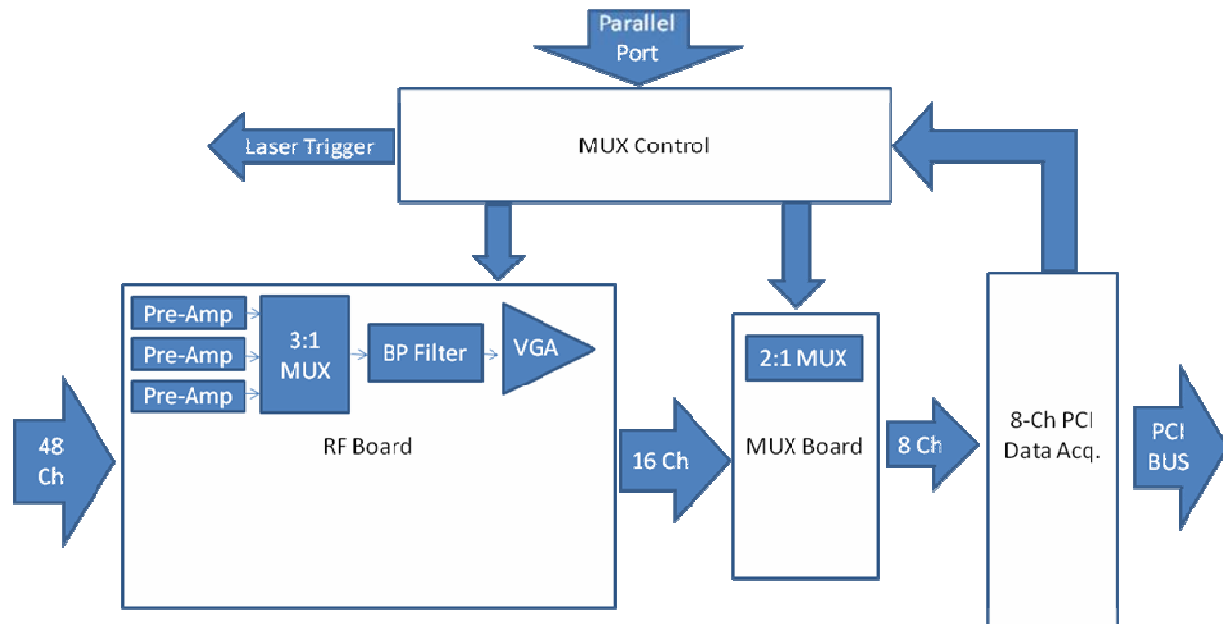 Parallel
Port
Laser Trigger
MUX Control
Pre-Amp
Pre-Amp
Pre-Amp
3:1
MUX
BP Filter
VGA
2:1 MUX
48
Ch
RF Board
16 Ch
MUX Board
8 Ch
8-Ch PCI
Data Acq.
PCI
BUS